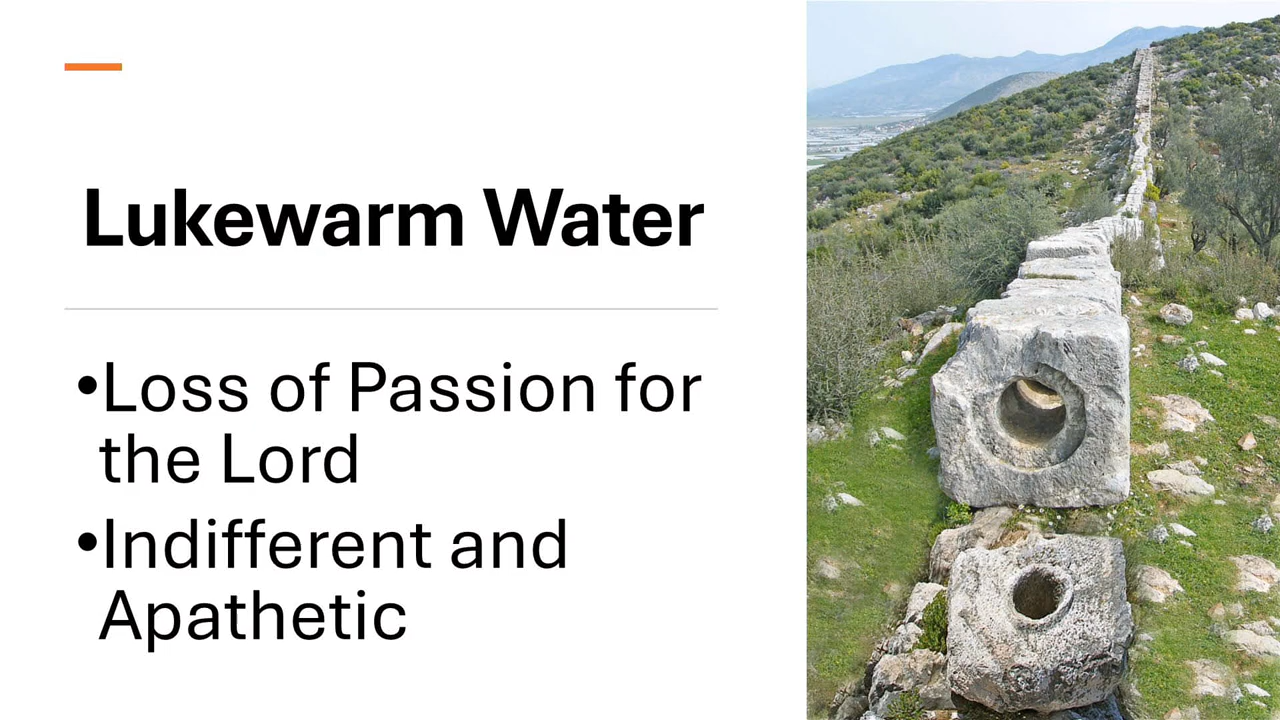 Lukewarm Water
•Loss of Passion for
the Lord
•Indifferent and
Apathetic